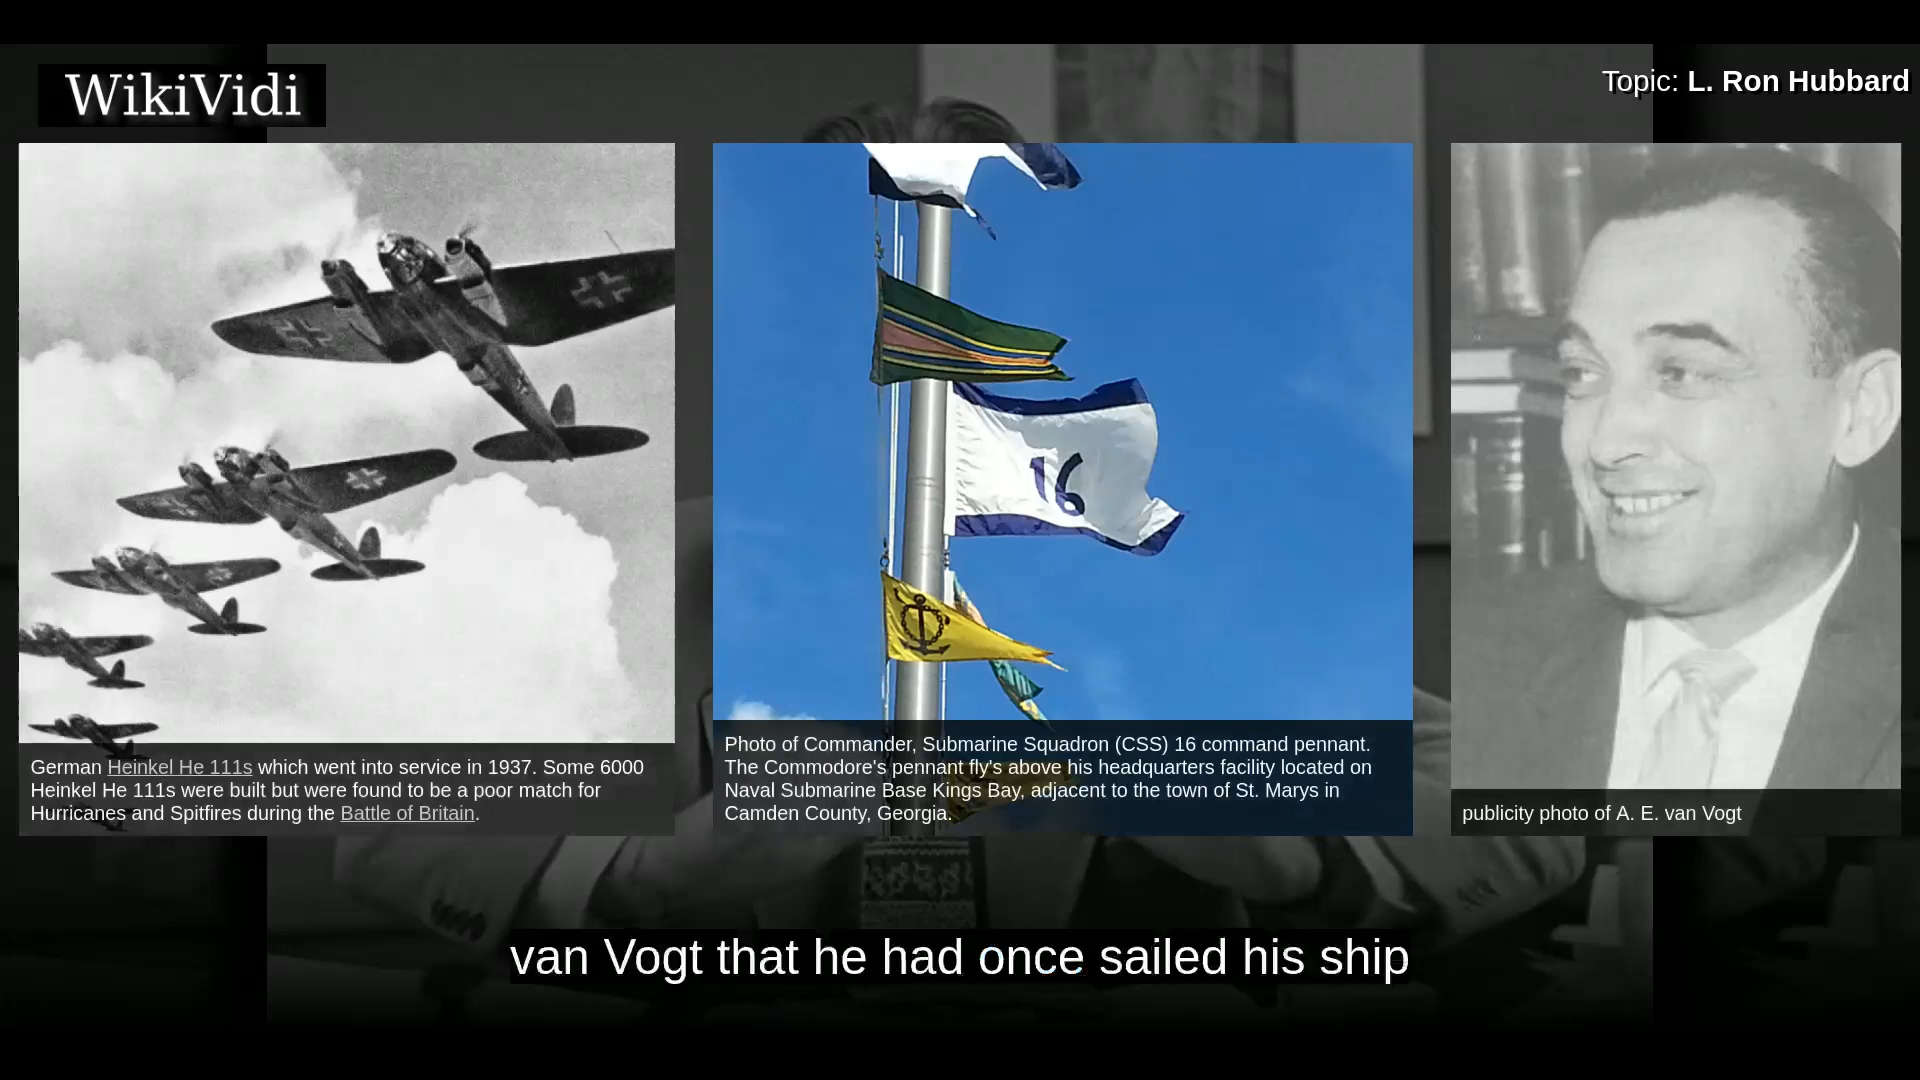 WikiVidi
Topic: L. Ron Hubbard
16
German Heinkel He 111s which went into service in 1937. Some 6000
Heinkel He 111s were built but were found to be a poor match for
Hurricanes and Spitfires during the Battle of Britain.
Photo of Commander, Submarine Squadron (CSS) 16 command pennant.
The Commodore's pennant fly's above his headquarters facility located on
Naval Submarine Base Kings Bay, adjacent to the town of St. Marys in
Camden County, Georgia.
publicity photo of A. E. van Vogt
van Vogt that he had once sailed his ship